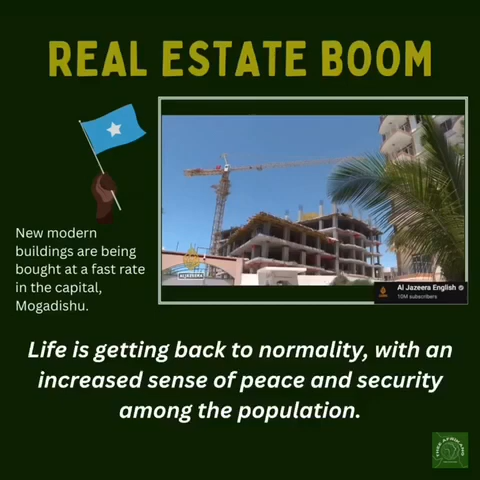 REAL ESTATE BOOM
New modern
buildings are being
bought at a fast rate
in the capital,
Mogadishu.
ALJAZEERA
Al Jazeera English
10M subscribers
Life is getting back to normality, with an
increased sense of peace and security
among the population.